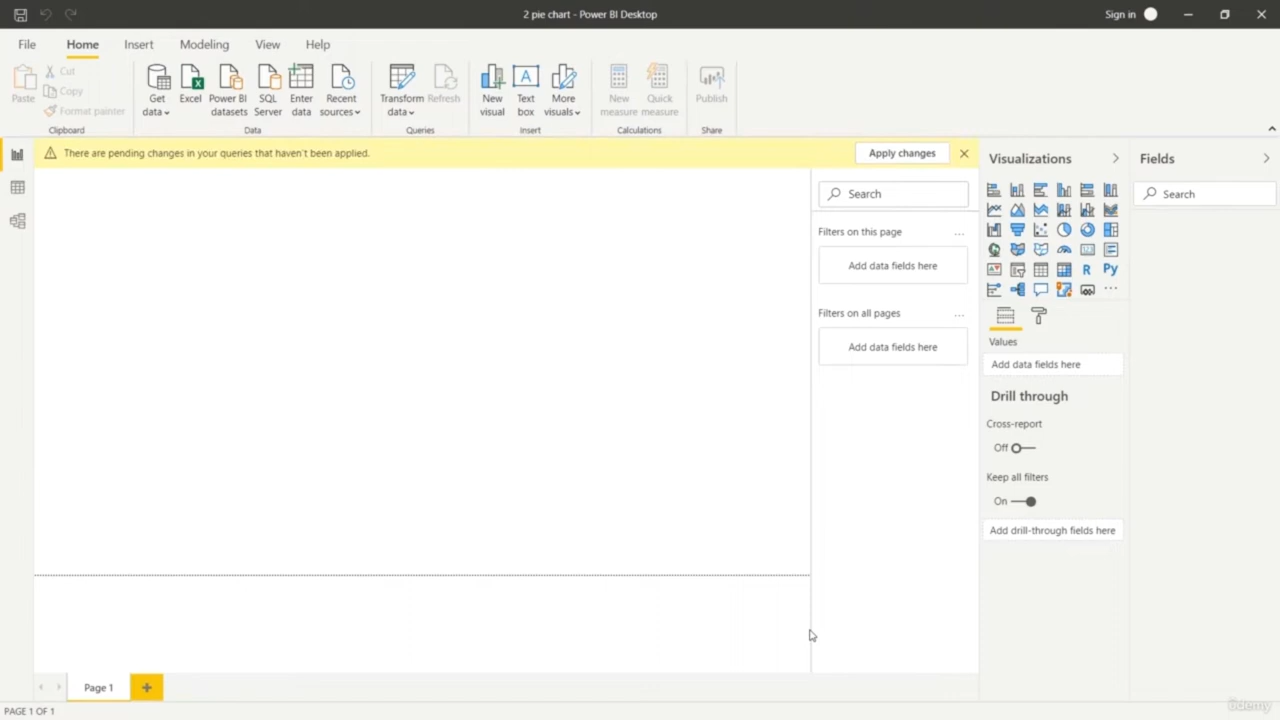 2 pie chart - Power BI Desktop
Sign in
File Home Insert Modeling View Help
Paste
Cut
Copy
Format painter
Clipboard
Get data
Excel
Power BI datasets
SQL Server
Enter data
Recent sources
Data
Transform data
Refresh
Queries
New visual
A
Text box
More visuals
Insert
New measure
Quick measure
Calculations
Publish
Share
There are pending changes in your queries that haven't been applied.
Apply changes
Search
Filters on this page
...
Add data fields here
Filters on all pages
...
Add data fields here
Visualizations
R
Py
...
Values
Add data fields here
Drill through
Cross-report
Off
Keep all filters
On
Add drill-through fields here
Fields
Search
Page 1
PAGE 1 OF 1
ûdemy